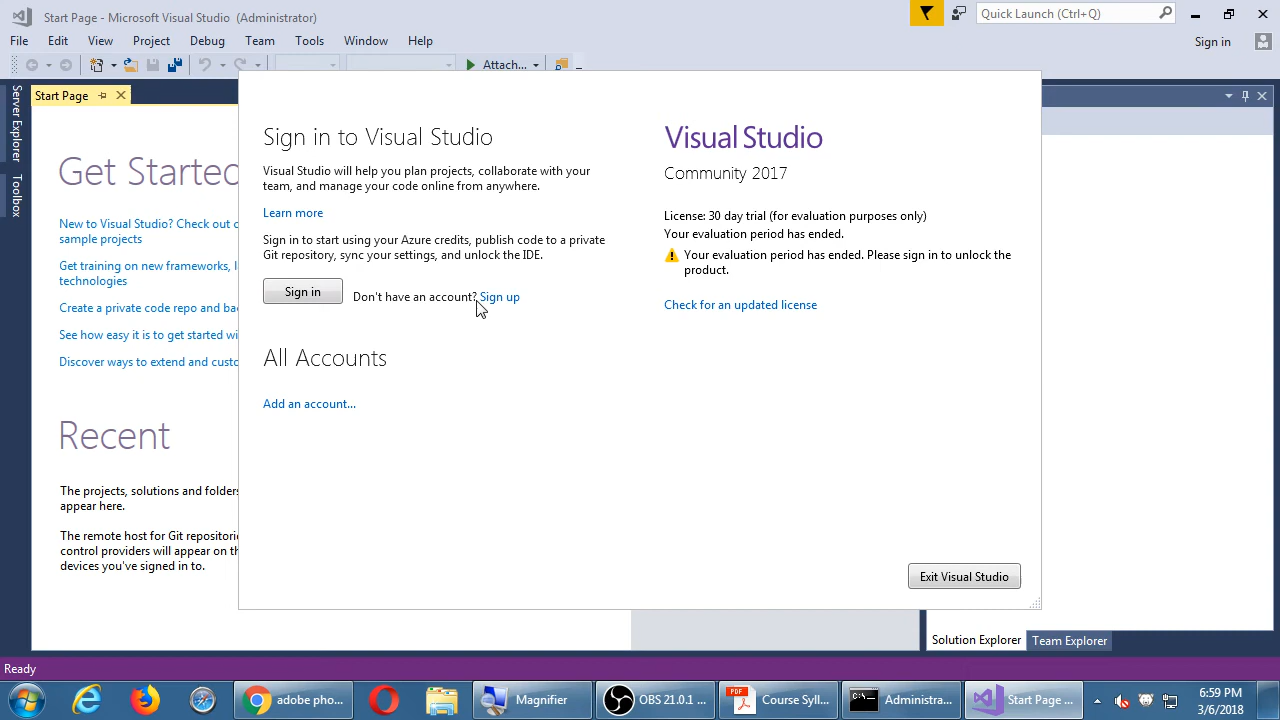 Start Page - Microsoft Visual Studio (Administrator)
Quick Launch (Ctrl+Q)
File Edit View Project Debug Team Tools Window Help
Sign in
Attach...
Server Explorer
Toolbox
Start Page
Get Started
New to Visual Studio? Check out c
sample projects
Get training on new frameworks, l
technologies
Create a private code repo and bac
See how easy it is to get started wi
Discover ways to extend and custo
Recent
The projects, solutions and folders
appear here.
The remote host for Git repositorie
control providers will appear on th
devices you've signed in to.
Sign in to Visual Studio
Visual Studio will help you plan projects, collaborate with your
team, and manage your code online from anywhere.
Learn more
Sign in to start using your Azure credits, publish code to a private
Git repository, sync your settings, and unlock the IDE.
Sign in
Don't have an account? Sign up
All Accounts
Add an account...
Visual Studio
Community 2017
License: 30 day trial (for evaluation purposes only)
Your evaluation period has ended.
Your evaluation period has ended. Please sign in to unlock the
product.
Check for an updated license
Exit Visual Studio
Solution Explorer
Team Explorer
Ready
adobe pho...
Magnifier
OBS 21.0.1 ...
PDF
Course Syll...
Administra...
Start Page ...
6:59 PM
3/6/2018